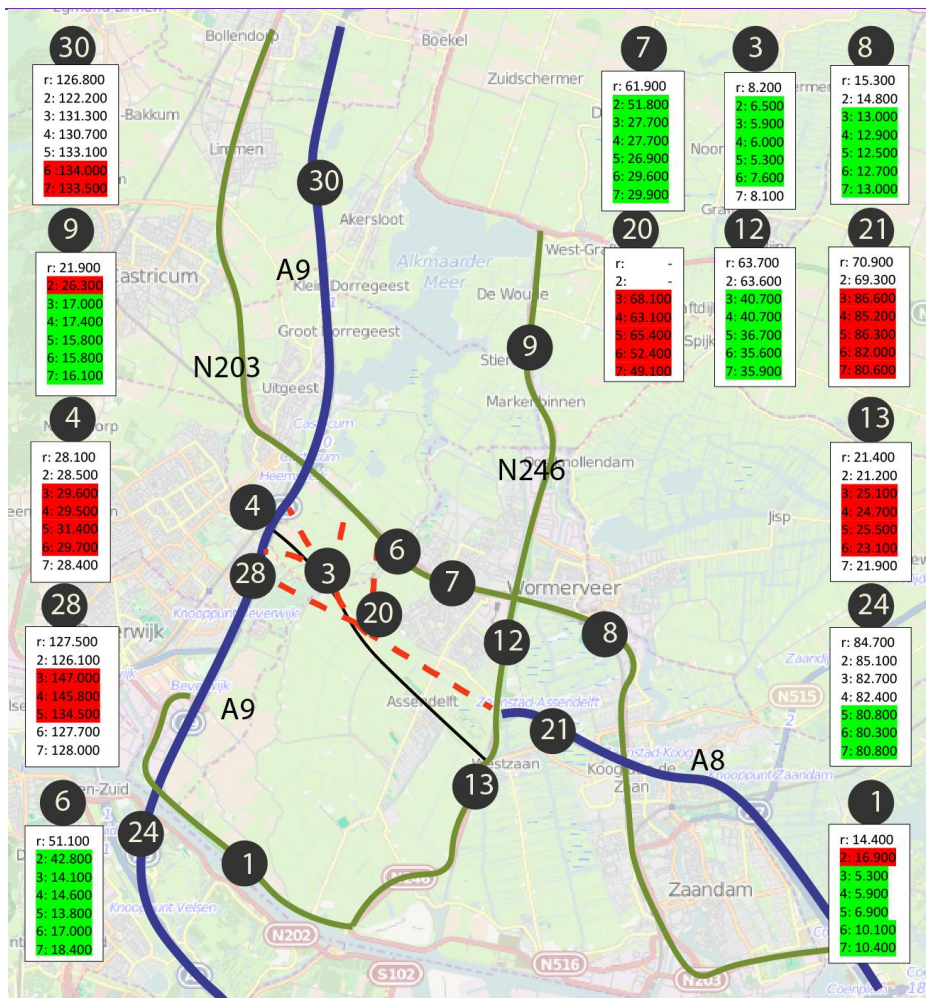 Bollendorp
Boekel
30
r: 126.800
2: 122.200
3: 131.300
4: 130.700
5: 133.100
6: 134.000
7: 133.500
7
r: 61.900
2: 51.800
3: 27.700
4: 27.700
5: 26.900
6: 29.600
7: 29.900
3
r: 8.200
2: 6.500
3: 5.900
4: 6.000
5: 5.300
6: 7.600
7: 8.100
8
r: 15.300
2: 14.800
3: 13.000
4: 12.900
5: 12.500
6: 12.700
7: 13.000
Zuidschermer
-Bakkum
Limmen
30
Akersloot
9
r: 21.900
2: 26.300
3: 17.000
4: 17.400
5: 15.800
6: 15.800
7: 16.100
20
r: -
2: -
3: 68.100
4: 63.100
5: 65.400
6: 52.400
7: 49.100
12
r: 63.700
2: 63.600
3: 40.700
4: 40.700
5: 36.700
6: 35.600
7: 35.900
21
r: 70.900
2: 69.300
3: 86.600
4: 85.200
5: 86.300
6: 82.000
7: 80.600
Castricum
A9
Alkmaarder
Meer
Klein Dorregeest
De Woude
Groot Dorregeest
N203
Uitgeest
9
Markenbinnen
4
r: 28.100
2: 28.500
3: 29.600
4: 29.500
5: 31.400
6: 29.700
7: 28.400
13
r: 21.400
2: 21.200
3: 25.100
4: 24.700
5: 25.500
6: 23.100
7: 21.900
N246
Jisp
4
6
28
3
7
Wormerveer
20
12
8
28
r: 127.500
2: 126.100
3: 147.000
4: 145.800
5: 134.500
6: 127.700
7: 128.000
24
r: 84.700
2: 85.100
3: 82.700
4: 82.400
5: 80.800
6: 80.300
7: 80.800
Knooppunt Beverwijk
Beverwijk
A9
Assendelft
Zaanstad-Assendelft
N515
21
A8
Westzaan
Zaan
Knooppunt Zaandam
13
6
r: 51.100
2: 42.800
3: 14.100
4: 14.600
5: 13.800
6: 17.000
7: 18.400
24
1
1
r: 14.400
2: 16.900
3: 5.300
4: 5.900
5: 6.900
6: 10.100
7: 10.400
Zaandam
Knooppunt Velsen
N202
N516
S102
N203